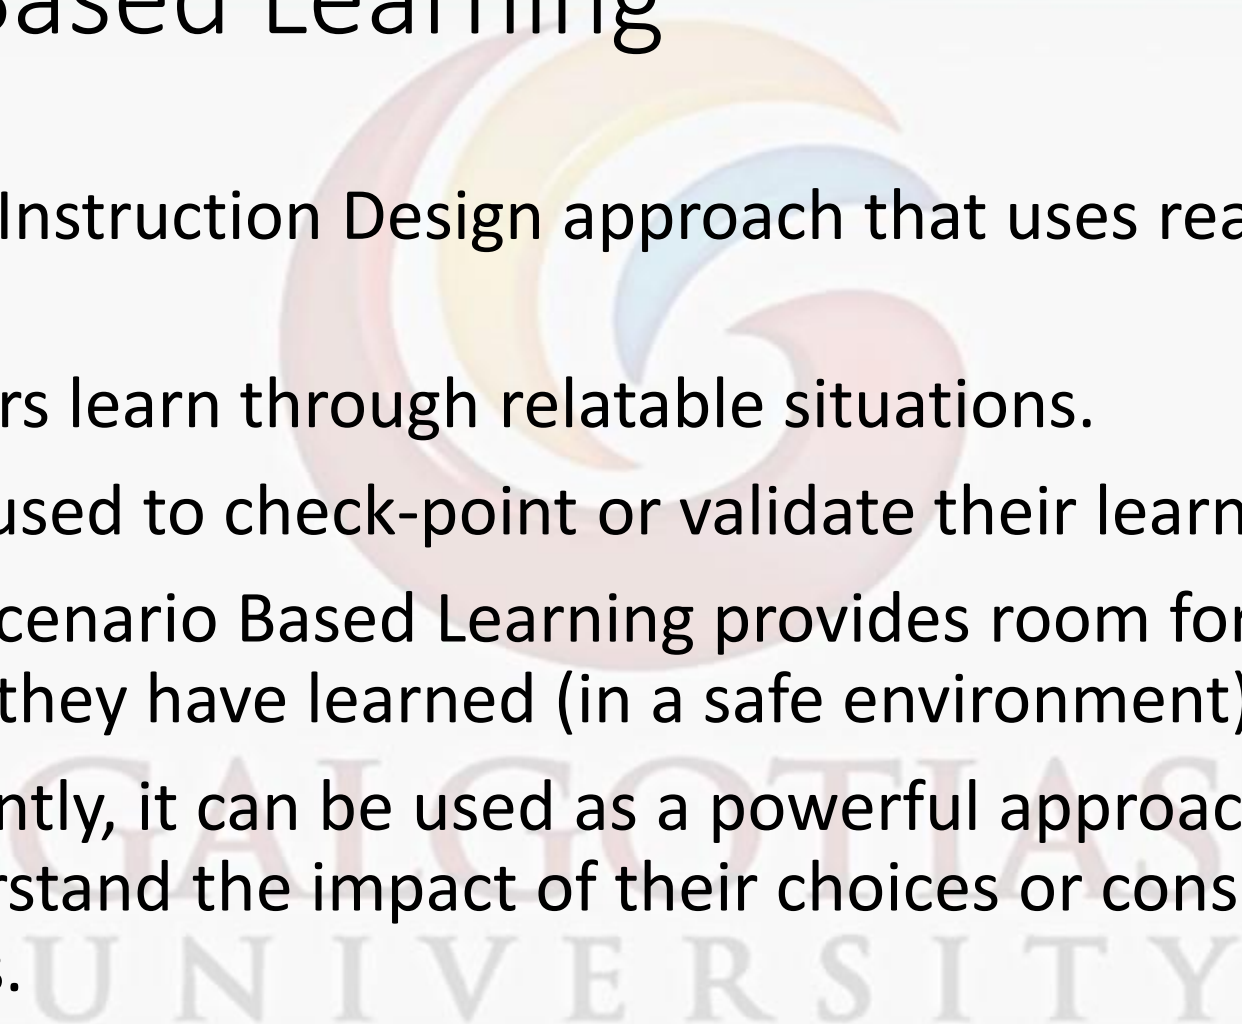 ased Learning
Instruction Design approach that uses rea
rs learn through relatable situations.
used to check-point or validate their learn
cenario Based Learning provides room for
they have learned (in a safe environment)
ntly, it can be used as a powerful approac
rstand the impact of their choices or cons
s.
GALGOTIAS
UNIVERSITY